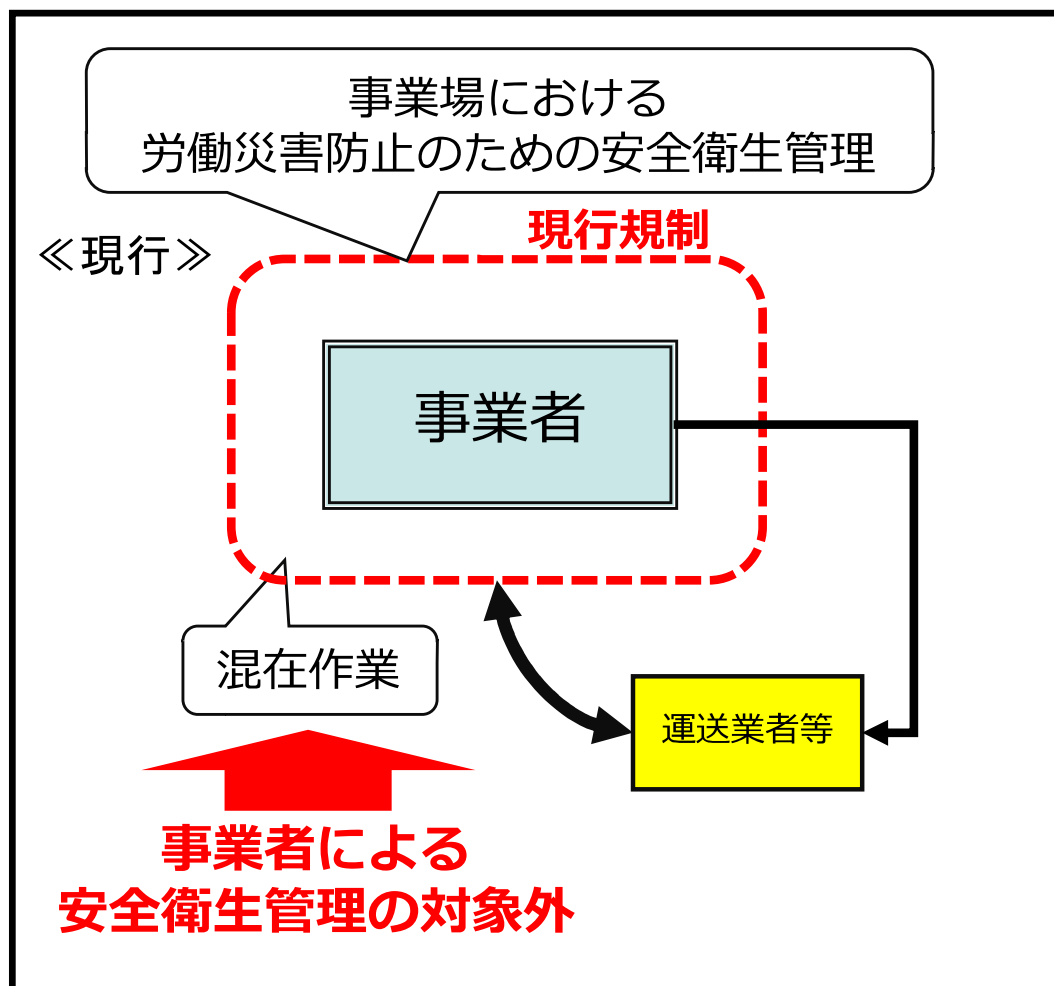 事業場における
労働災害防止のための安全衛生管理
現行規制
≪現行≫
事業者
混在作業
運送業者等
事業者による
安全衛生管理の対象外